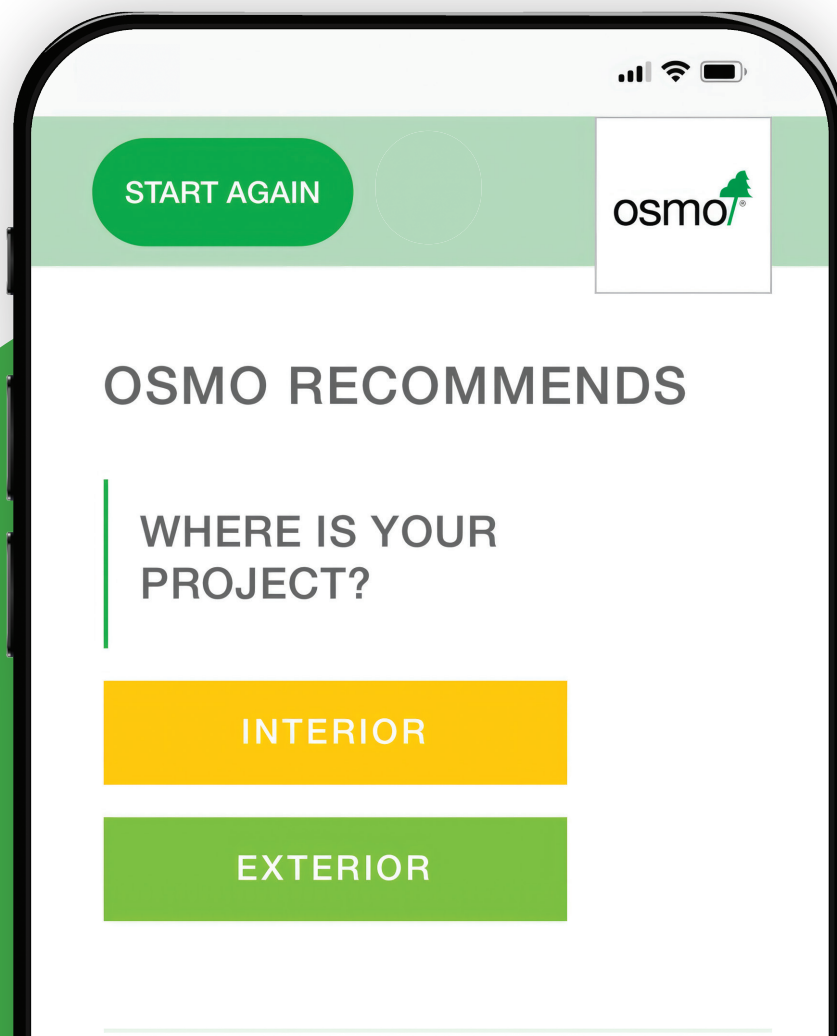 START AGAIN
osmo®
OSMO RECOMMENDS
WHERE IS YOUR
PROJECT?
INTERIOR
EXTERIOR